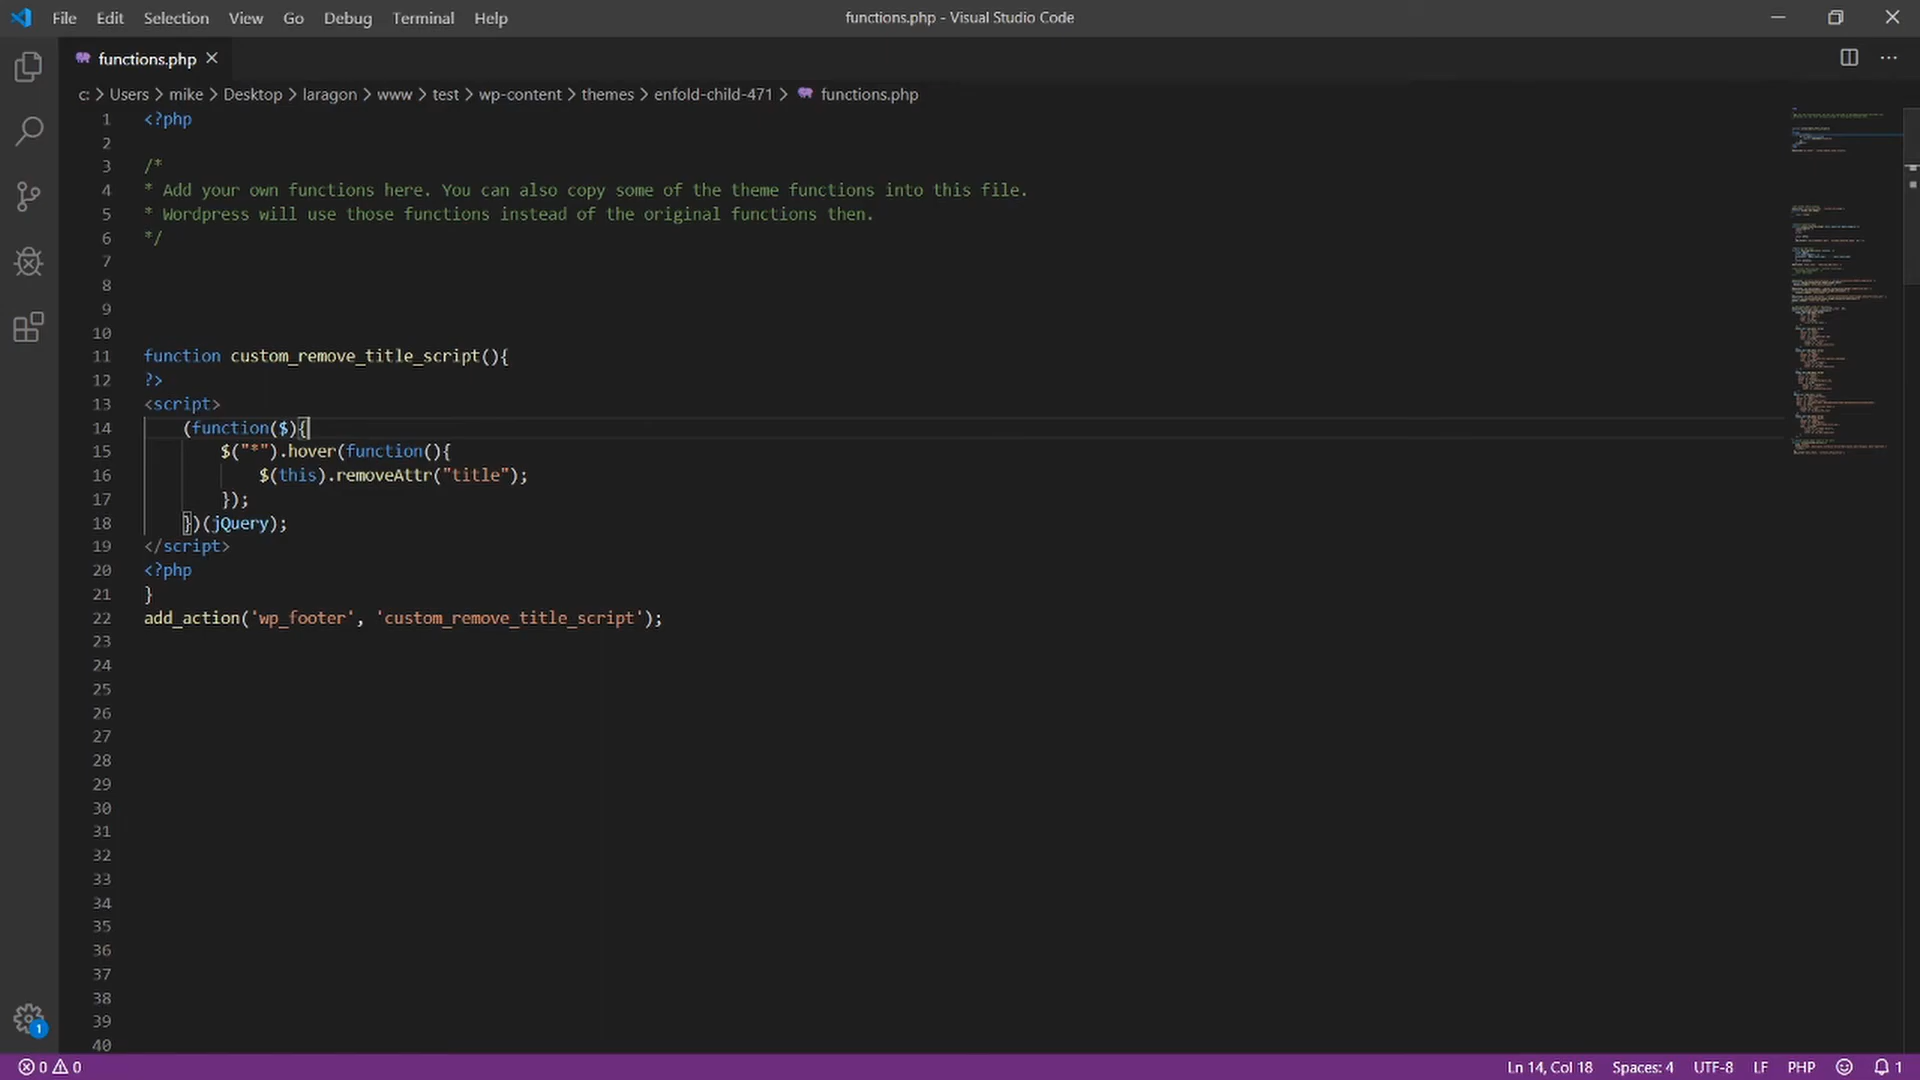 File Edit Selection View Go Debug Terminal Help
functions.php - Visual Studio Code
functions.php
c: > Users > mike > Desktop > laragon > www > test > wp-content > themes > enfold-child-471 > functions.php
1 <?php
2
3 /*
4 * Add your own functions here. You can also copy some of the theme functions into this file.
5 * Wordpress will use those functions instead of the original functions then.
6 */
7
8
9
10
11 function custom_remove_title_script(){
12 ?>
13 <script>
14 (function($){
15 $("*").hover(function(){
16 $(this).removeAttr("title");
17 });
18 })(jQuery);
19 </script>
20 <?php
21 }
22 add_action('wp_footer', 'custom_remove_title_script');
23
24
25
26
27
28
29
30
31
32
33
34
35
36
37
38
39
40
1
0 0
Ln 14, Col 18 Spaces: 4 UTF-8 LF PHP 1